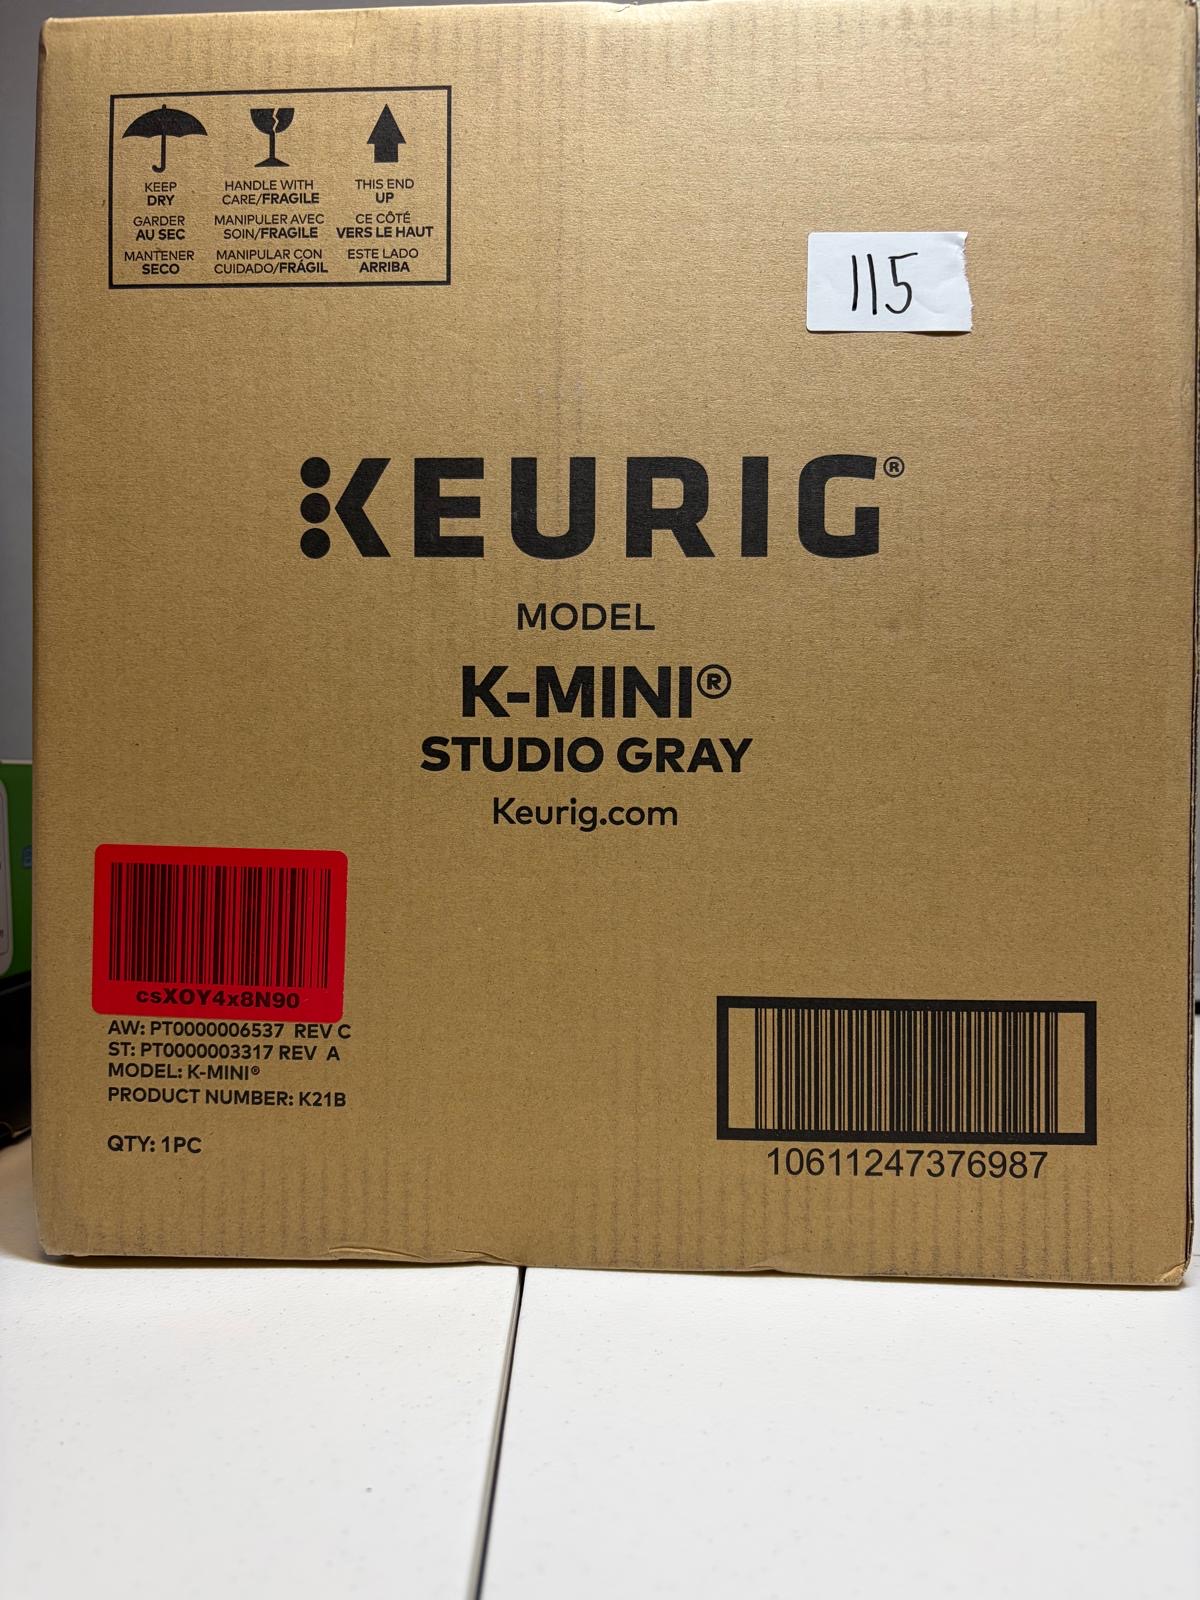 KEEP
DRY
GARDER
AU SEC
MANTENER
SECO
HANDLE WITH
CARE/FRAGILE
MANIPULER AVEC
SOIN/FRAGILE
MANIPULAR CON
CUIDADO/FRÁGIL
THIS END
UP
CE CÔTÉ
VERS LE HAUT
ESTE LADO
ARRIBA
115
KEURIG®
MODEL
K-MINI®
STUDIO GRAY
Keurig.com
csXOY4x8N90
AW: PT0000006537 REV C
ST: PT0000003317 REV A
MODEL: K-MINI®
PRODUCT NUMBER: K21B
QTY: 1PC
10611247376987